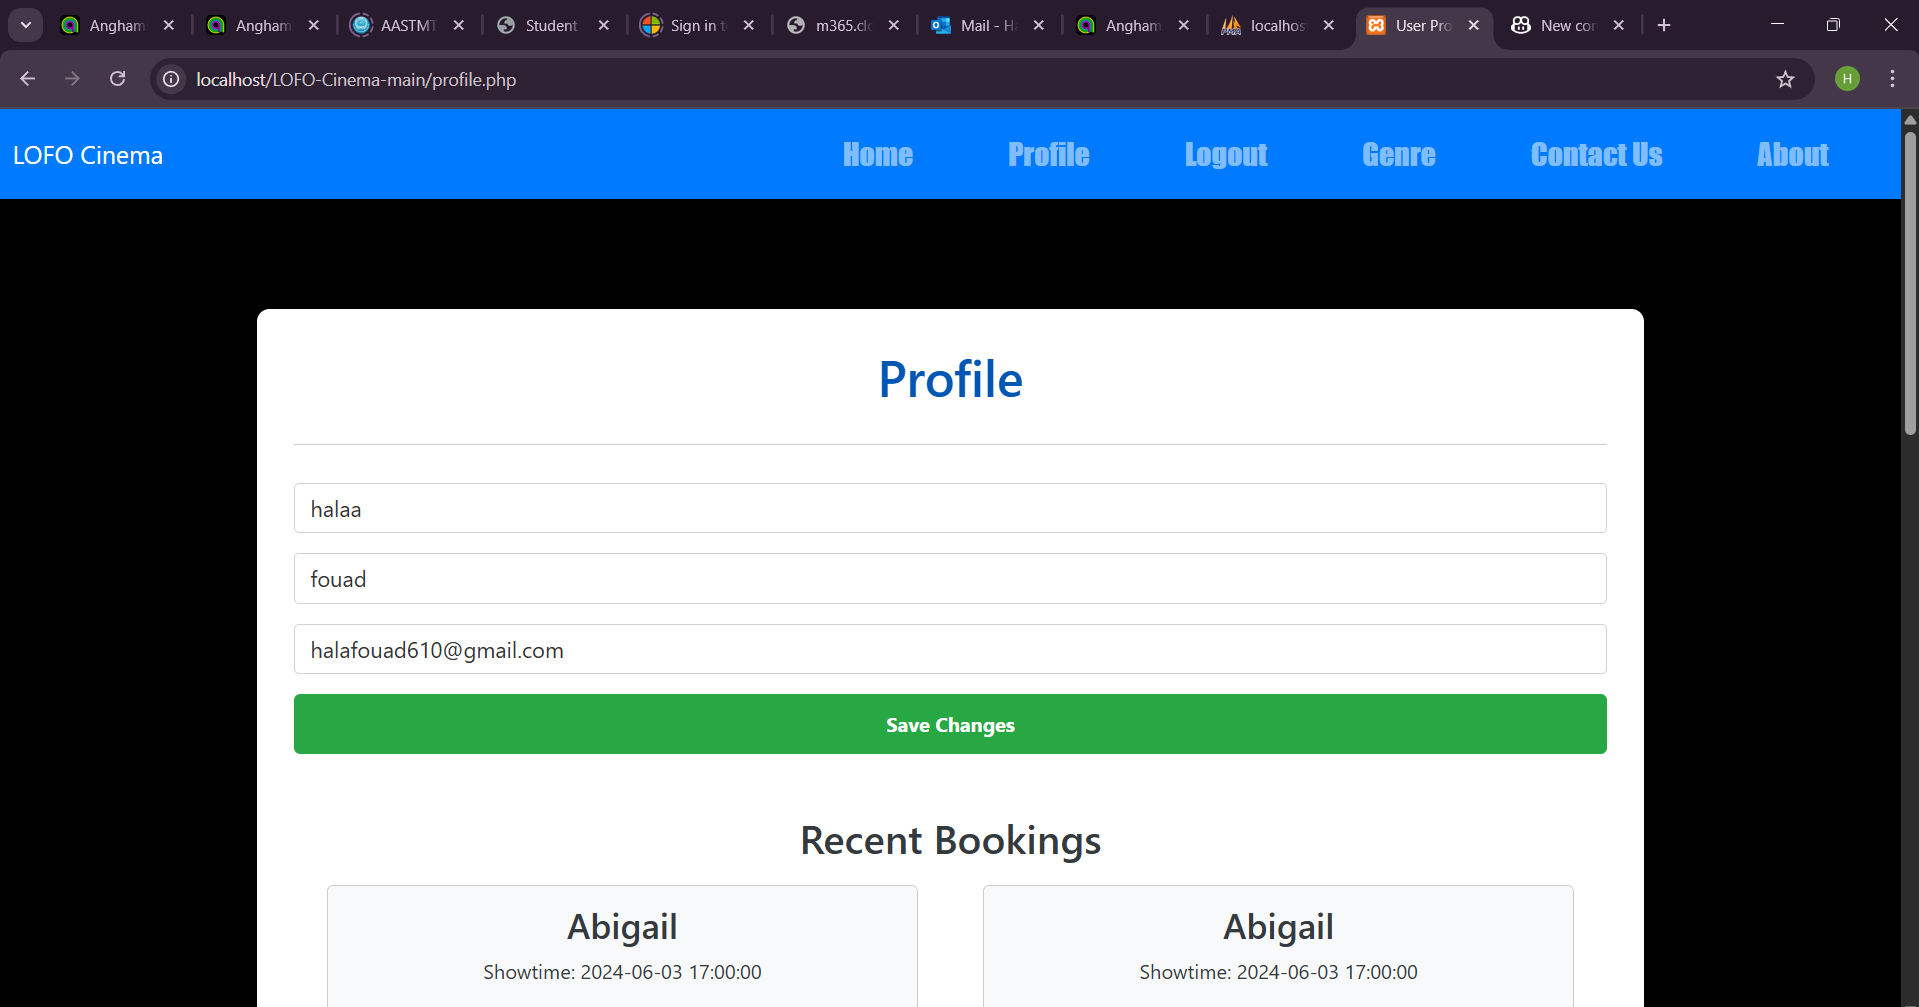 Angham
Angham
AASTMT
Student
Sign in t
m365.cl
Mail - H
Angham
localhos
User Pro
New con
localhost/LOFO-Cinema-main/profile.php
H
LOFO Cinema
Home
Profile
Logout
Genre
Contact Us
About
Profile
halaa
fouad
halafouad610@gmail.com
Save Changes
Recent Bookings
Abigail
Showtime: 2024-06-03 17:00:00
Abigail
Showtime: 2024-06-03 17:00:00